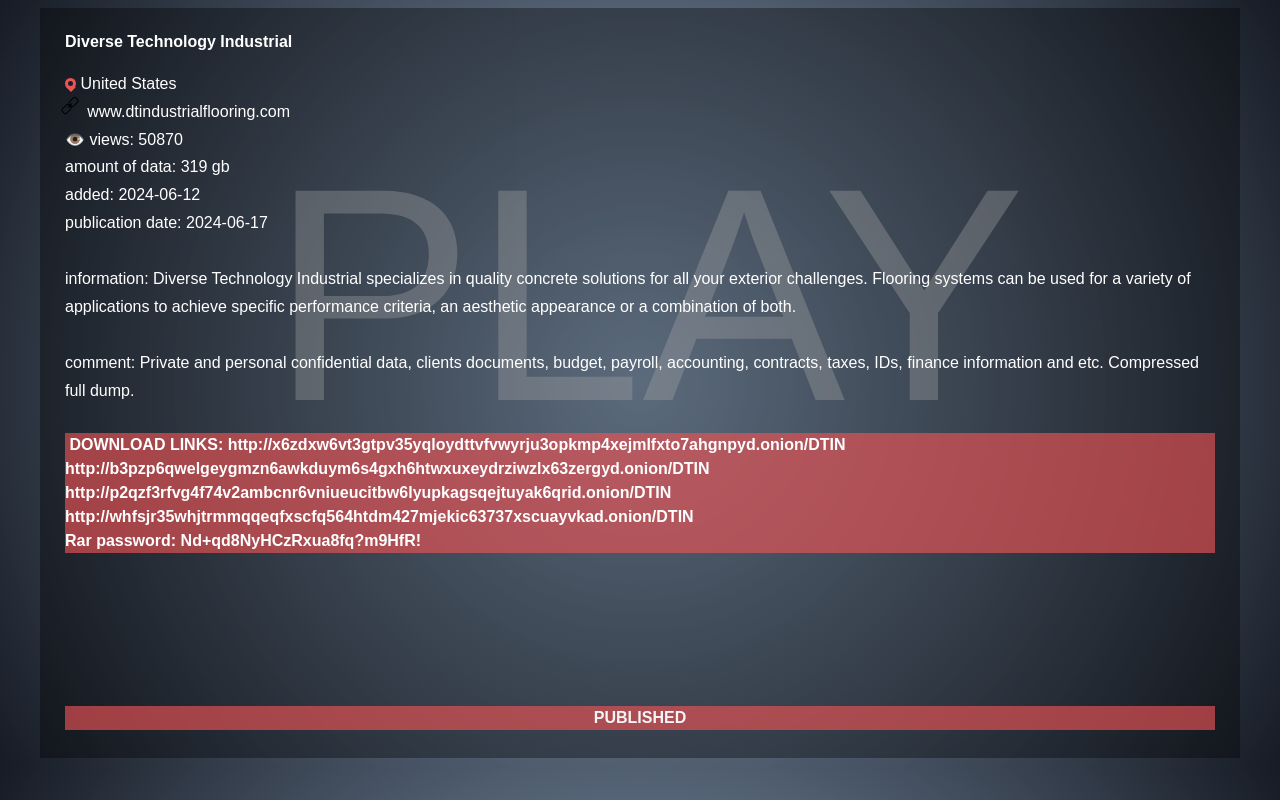 Diverse Technology Industrial
United States
www.dtindustrialflooring.com
views: 50870
amount of data: 319 gb
added: 2024-06-12
publication date: 2024-06-17
PLAY
information: Diverse Technology Industrial specializes in quality concrete solutions for all your exterior challenges. Flooring systems can be used for a variety of
applications to achieve specific performance criteria, an aesthetic appearance or a combination of both.
comment: Private and personal confidential data, clients documents, budget, payroll, accounting, contracts, taxes, IDs, finance information and etc. Compressed
full dump.
DOWNLOAD LINKS: http://x6zdxw6vt3gtpv35yqloydttvfvwyrju3opkmp4xejmlfxto7ahgnpyd.onion/DTIN
http://b3pzp6qwelgeygmzn6awkduym6s4gxh6htwxuxeydrziwzlx63zergyd.onion/DTIN
http://p2qzf3rfvg4f74v2ambcnr6vniueucitbw6lyupkagsqejtuyak6qrid.onion/DTIN
http://whfsjr35whjtrmmqqeqfxscfq564htdm427mjekic63737xscuayvkad.onion/DTIN
Rar password: Nd+qd8NyHCzRxua8fq?m9HfR!
PUBLISHED